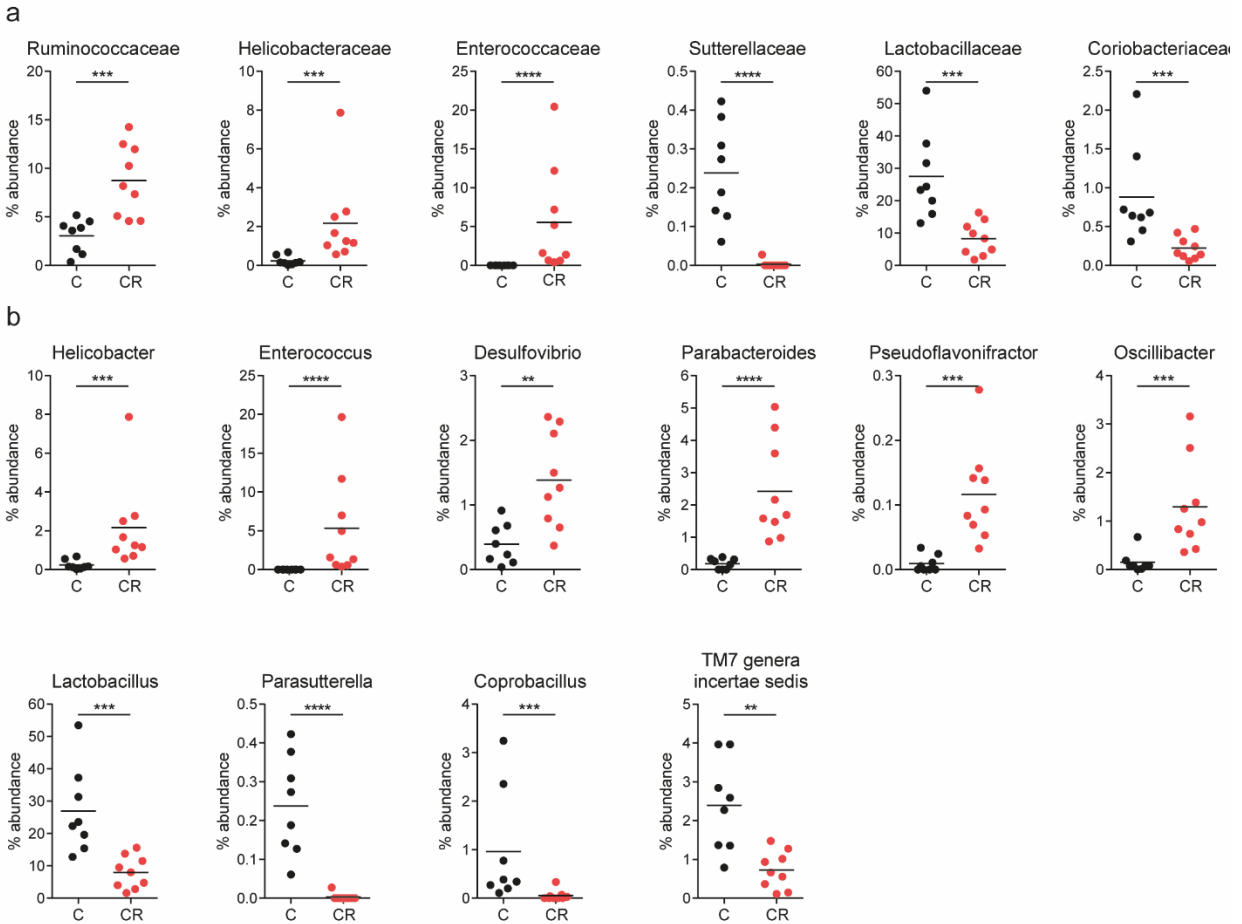 a
Ruminococcaceae
***
% abundance
20
15
10
5
0
C CR
Helicobacteraceae
***
% abundance
10
8
6
4
2
0
C CR
Enterococcaceae
****
% abundance
25
20
15
10
5
0
C CR
Sutterellaceae
****
% abundance
0.5
0.4
0.3
0.2
0.1
0.0
C CR
Lactobacillaceae
***
% abundance
60
50
40
30
20
10
0
C CR
Coriobacteriaceae
***
% abundance
2.5
2.0
1.5
1.0
0.5
0.0
C CR
b
Helicobacter
***
% abundance
10
8
6
4
2
0
C CR
Enterococcus
****
% abundance
25
20
15
10
5
0
C CR
Desulfovibrio
**
% abundance
3
2
1
0
C CR
Parabacteroides
****
% abundance
6
5
4
3
2
1
0
C CR
Pseudoflavonifractor
***
% abundance
0.3
0.2
0.1
0.0
C CR
Oscillibacter
***
% abundance
4
3
2
1
0
C CR
Lactobacillus
***
% abundance
60
50
40
30
20
10
0
C CR
Parasutterella
****
% abundance
0.5
0.4
0.3
0.2
0.1
0.0
C CR
Coprobacillus
***
% abundance
4
3
2
1
0
C CR
TM7 genera
incertae sedis
**
% abundance
5
4
3
2
1
0
C CR